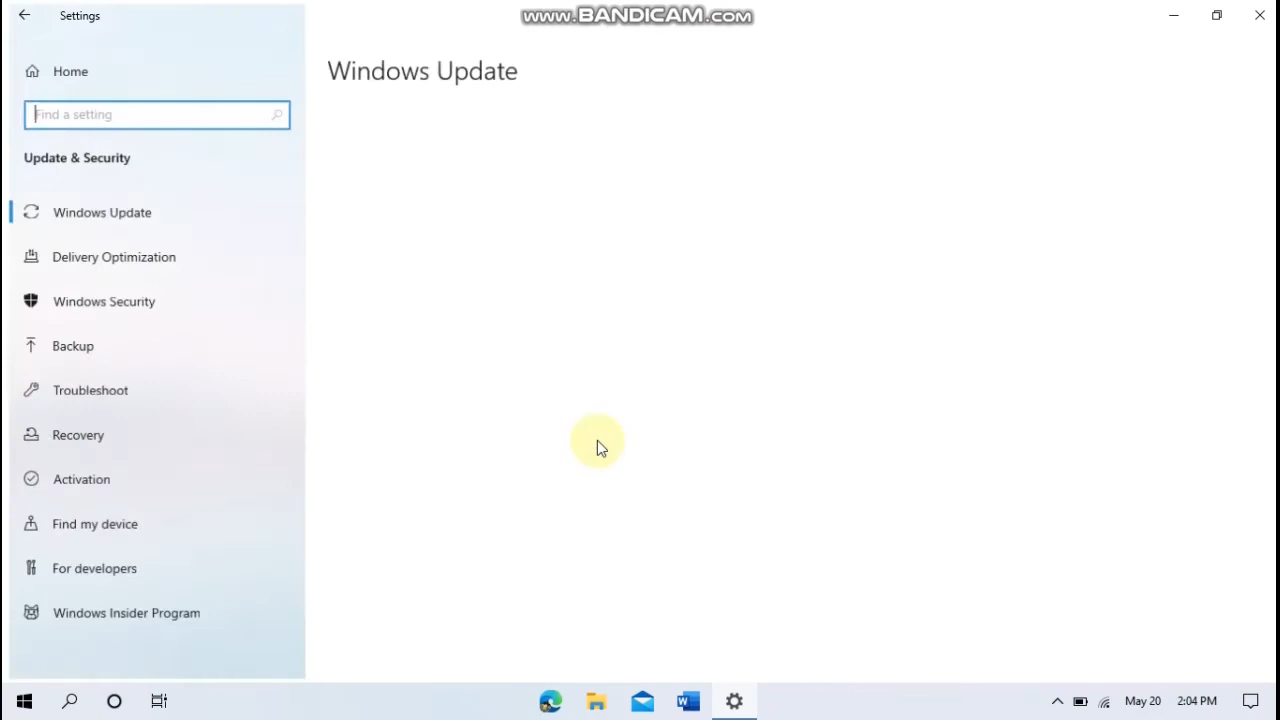 Settings
www.BANDICAM.com
Home
Windows Update
Find a setting
Update & Security
Windows Update
Delivery Optimization
Windows Security
Backup
Troubleshoot
Recovery
Activation
Find my device
For developers
Windows Insider Program
May 20
2:04 PM